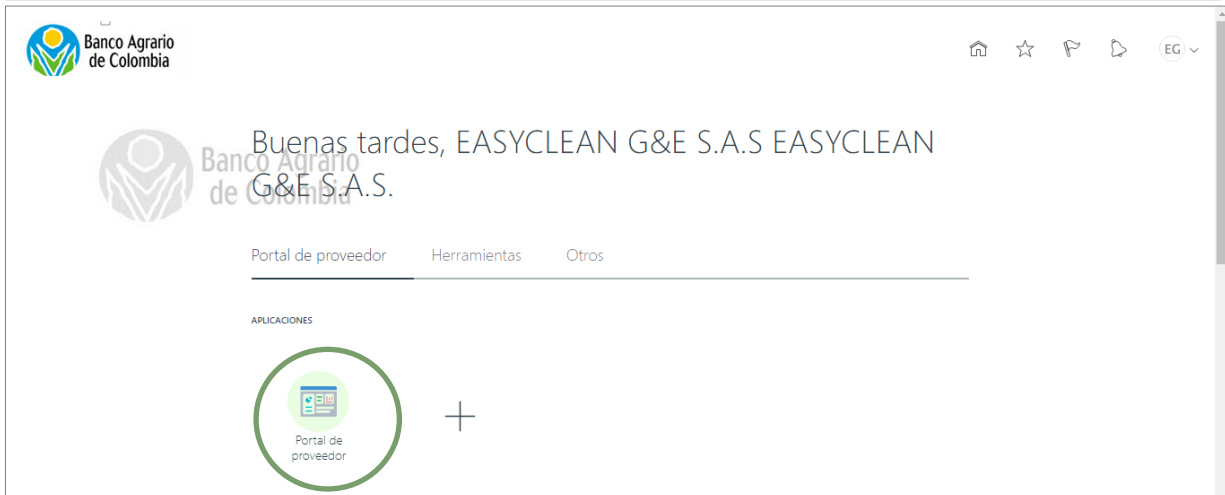 Banco Agrario
de Colombia
EG
Buenas tardes, EASYCLEAN G&E S.A.S EASYCLEAN
G&E S.A.S.
Banco Agrario
de Colombia
Portal de proveedor
Herramientas
Otros
APLICACIONES
Portal de
proveedor